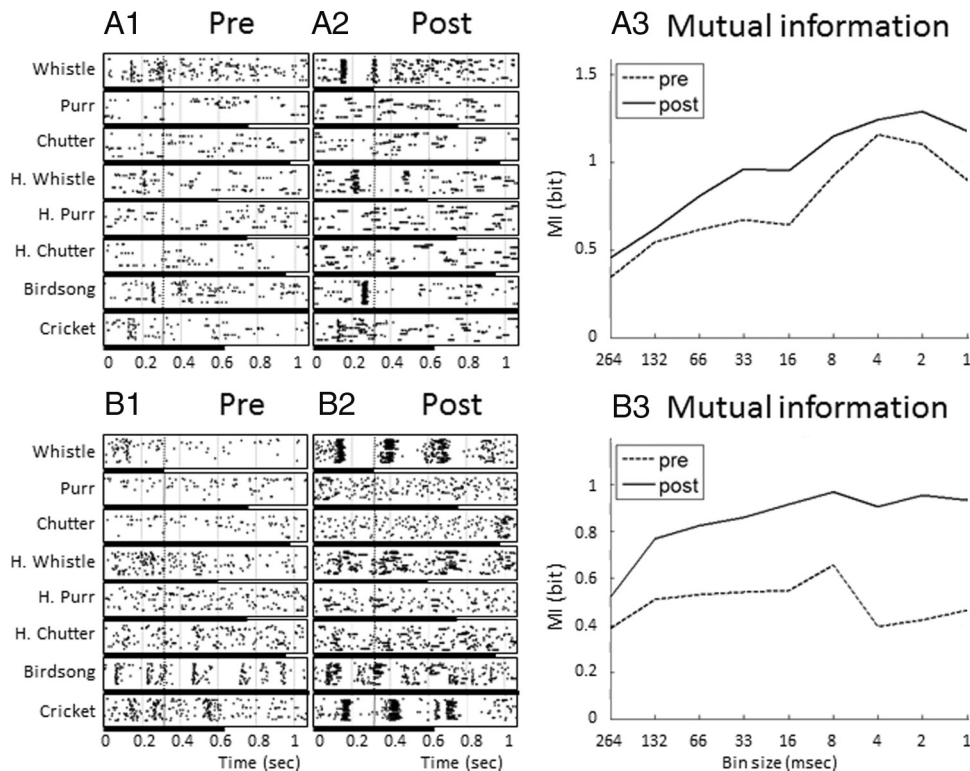 A1 Pre A2 Post A3 Mutual information
Whistle
Purr
Chutter
H. Whistle
H. Purr
H. Chutter
Birdsong
Cricket
0 0.2 0.4 0.6 0.8 1 0 0.2 0.4 0.6 0.8 1
pre
post
1.5
1
0.5
0
MI (bit)
264 132 66 33 16 8 4 2 1
B1 Pre B2 Post B3 Mutual information
Whistle
Purr
Chutter
H. Whistle
H. Purr
H. Chutter
Birdsong
Cricket
0 0.2 0.4 0.6 0.8 1 0 0.2 0.4 0.6 0.8 1
Time (sec) Time (sec)
pre
post
1
0.8
0.6
0.4
0.2
0
MI (bit)
264 132 66 33 16 8 4 2 1
Bin size (msec)